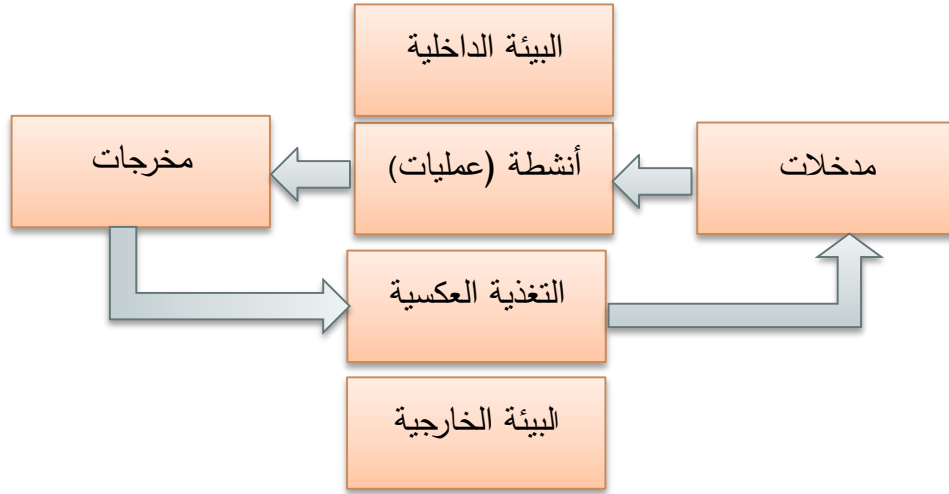 البيئة الداخلية
مدخلات
أنشطة (عمليات)
مخرجات
التغذية العكسية
البيئة الخارجية